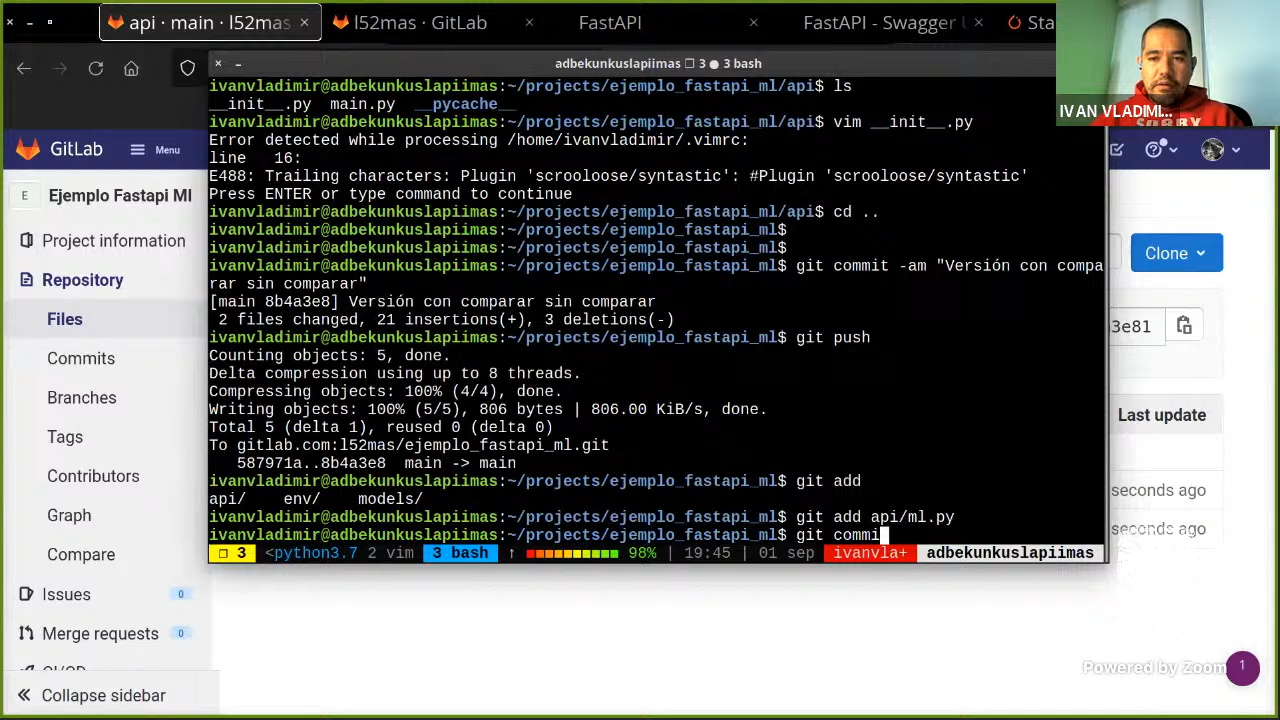 api · main · l52mas
l52mas · GitLab
FastAPI
FastAPI - Swagger
Sta
adbekunkuslapiimas 3 3 bash
IVAN VLADIMI...
ivanvladimir@adbekunkuslapiimas:~/projects/ejemplo_fastapi_ml/api$ ls
__init__.py main.py __pycache__
ivanvladimir@adbekunkuslapiimas:~/projects/ejemplo_fastapi_ml/api$ vim __init__.py
Error detected while processing /home/ivanvladimir/.vimrc:
line 16:
E488: Trailing characters: Plugin 'scrooloose/syntastic': #Plugin 'scrooloose/syntastic'
Press ENTER or type command to continue
ivanvladimir@adbekunkuslapiimas:~/projects/ejemplo_fastapi_ml/api$ cd ..
ivanvladimir@adbekunkuslapiimas:~/projects/ejemplo_fastapi_ml$
ivanvladimir@adbekunkuslapiimas:~/projects/ejemplo_fastapi_ml$
ivanvladimir@adbekunkuslapiimas:~/projects/ejemplo_fastapi_ml$ git commit -am "Versión con compa
rar sin comparar"
[main 8b4a3e8] Versión con comparar sin comparar
2 files changed, 21 insertions(+), 3 deletions(-)
ivanvladimir@adbekunkuslapiimas:~/projects/ejemplo_fastapi_ml$ git push
Counting objects: 5, done.
Delta compression using up to 8 threads.
Compressing objects: 100% (4/4), done.
Writing objects: 100% (5/5), 806 bytes | 806.00 KiB/s, done.
Total 5 (delta 1), reused 0 (delta 0)
To gitlab.com:l52mas/ejemplo_fastapi_ml.git
587971a..8b4a3e8 main -> main
ivanvladimir@adbekunkuslapiimas:~/projects/ejemplo_fastapi_ml$ git add
api/ env/ models/
ivanvladimir@adbekunkuslapiimas:~/projects/ejemplo_fastapi_ml$ git add api/ml.py
ivanvladimir@adbekunkuslapiimas:~/projects/ejemplo_fastapi_ml$ git commi
3 <python3.7 2 vim 3 bash ↑ 98% | 19:45 | 01 sep ivanvla+ adbekunkuslapiimas
GitLab
Menu
E
Ejemplo Fastapi Ml
Project information
Repository
Files
Commits
Branches
Tags
Contributors
Graph
Compare
Issues 0
Merge requests 0
Collapse sidebar
Clone
3e81
Last update
seconds ago
seconds ago
Powered by Zoom
1